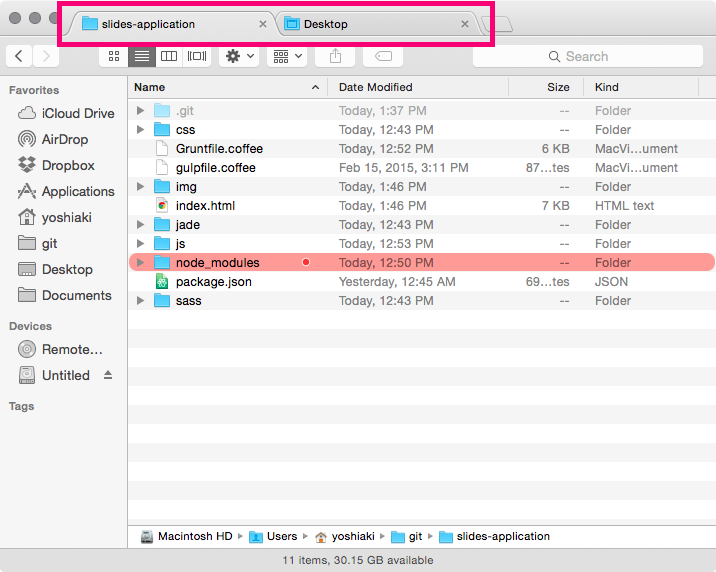 slides-application Desktop
Search
Favorites
iCloud Drive
AirDrop
Dropbox
Applications
yoshiaki
git
Desktop
Documents
Devices
Remote...
Untitled
Tags
Name Date Modified Size Kind
.git Today, 1:37 PM -- Folder
css Today, 12:43 PM -- Folder
Gruntfile.coffee Today, 12:52 PM 6 KB MacVi...ument
gulpfile.coffee Feb 15, 2015, 3:11 PM 87...tes MacVi...ument
img Today, 1:46 PM -- Folder
index.html Today, 1:46 PM 7 KB HTML text
jade Today, 12:43 PM -- Folder
js Today, 12:53 PM -- Folder
node_modules Today, 12:50 PM -- Folder
package.json Yesterday, 12:45 AM 69...tes JSON
sass Today, 12:43 PM -- Folder
Macintosh HD Users yoshiaki git slides-application
11 items, 30.15 GB available